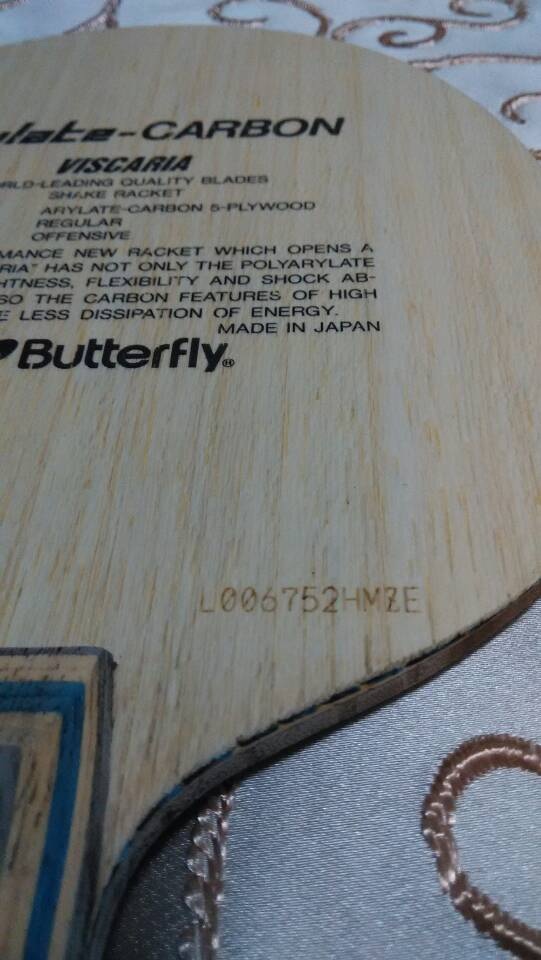 ylate-CARBON
VISCARIA
ORLD-LEADING QUALITY BLADES
SHAKE RACKET
ARYLATE-CARBON 5-PLYWOOD
REGULAR
OFFENSIVE
MANCE NEW RACKET WHICH OPENS A
RIA" HAS NOT ONLY THE POLYARYLATE
HTNESS, FLEXIBILITY AND SHOCK AB-
SO THE CARBON FEATURES OF HIGH
E LESS DISSIPATION OF ENERGY.
MADE IN JAPAN
Butterfly®